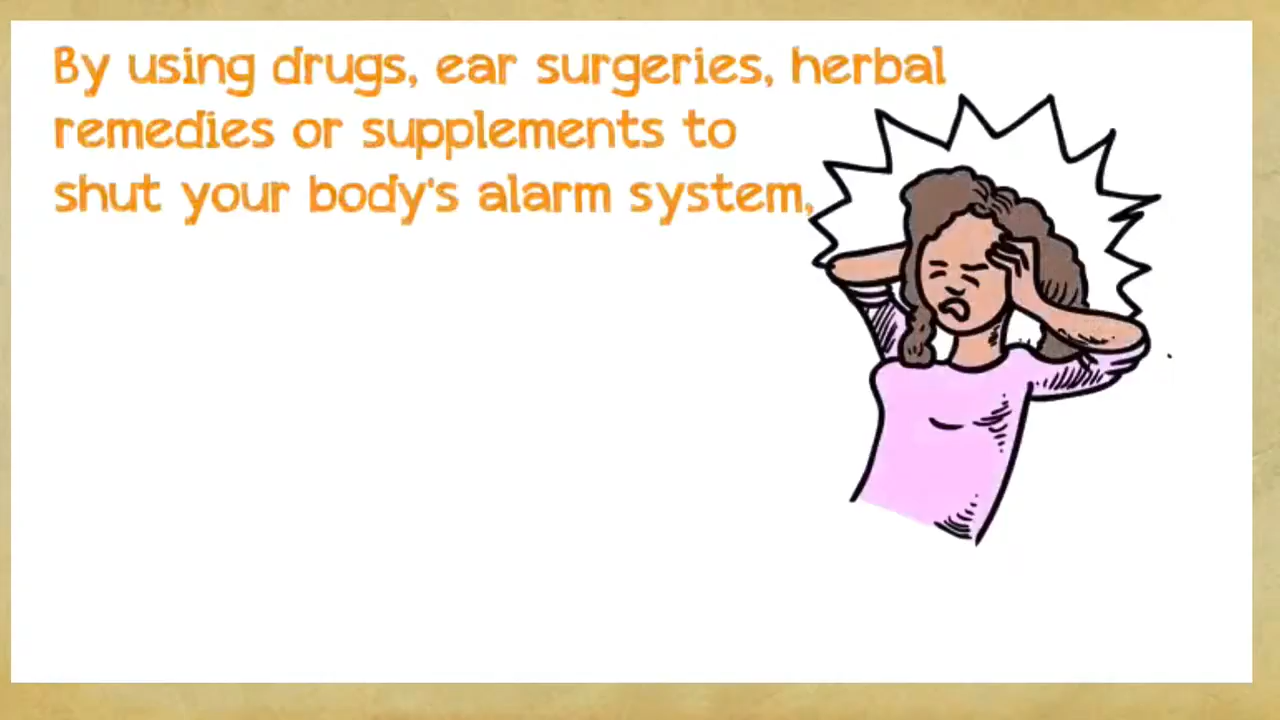 By using drugs, ear surgeries, herbal
remedies or supplements to
shut your body's alarm system,